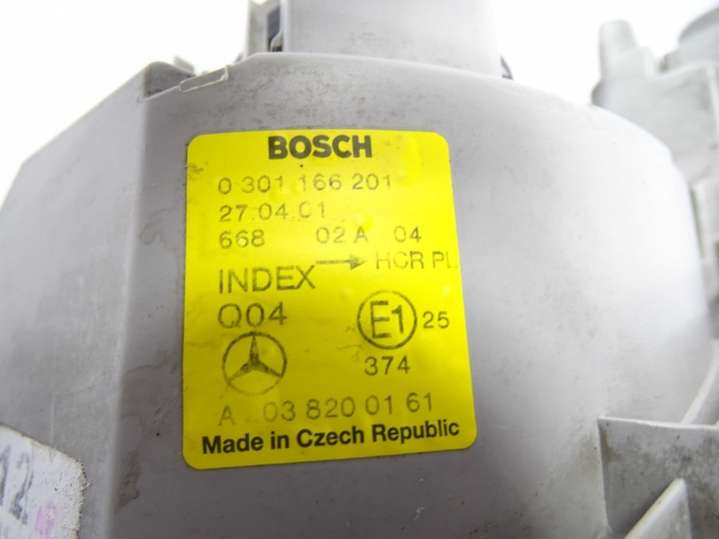 BOSCH
0 301 166 201
27.04.01
668 02 A 04
INDEX → HCR PL
Q04 E1 25
374
A 03 820 01 61
Made in Czech Republic
12